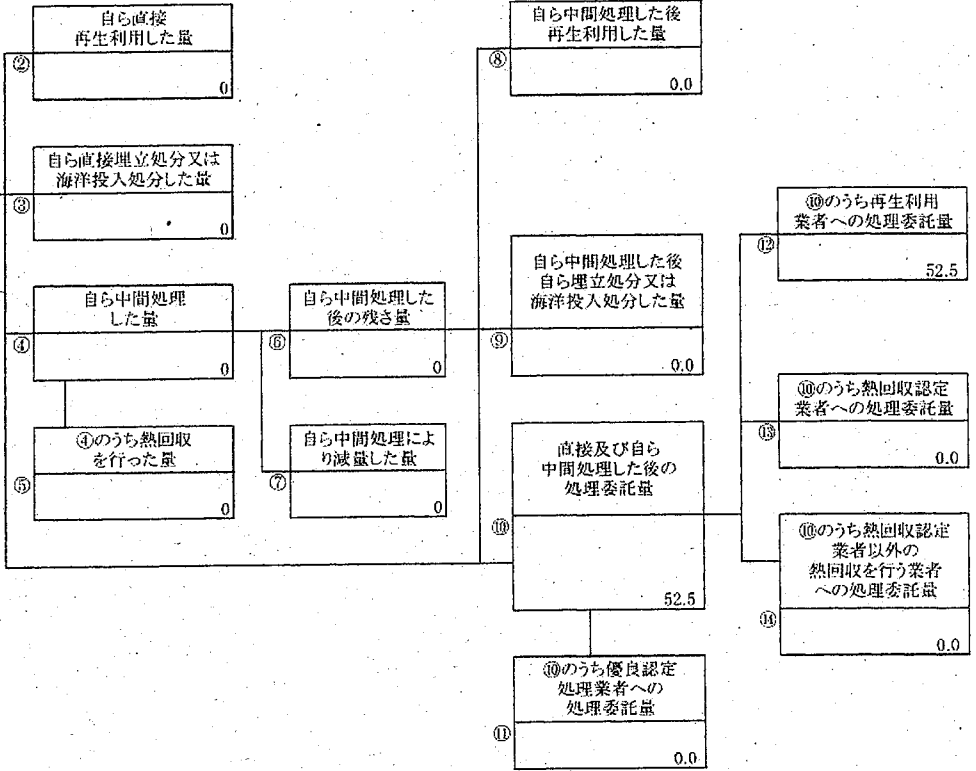 自ら直接
再生利用した量
②
0
自ら直接埋立処分又は
海洋投入処分した量
③
0
自ら中間処理
した量
④
0
④のうち熱回収
を行った量
⑤
0
自ら中間処理した
後の残さ量
⑥
0
自ら中間処理によ
り減量した量
⑦
0
自ら中間処理した後
再生利用した量
⑧
0.0
自ら中間処理した後
自ら埋立処分又は
海洋投入処分した量
⑨
0.0
直接及び自ら
中間処理した後の
処理委託量
⑩
52.5
⑩のうち優良認定
処理業者への
処理委託量
⑪
0.0
⑩のうち再生利用
業者への処理委託量
⑫
52.5
⑩のうち熱回収認定
業者への処理委託量
⑬
0.0
⑩のうち熱回収認定
業者以外の
熱回収を行う業者
への処理委託量
⑭
0.0